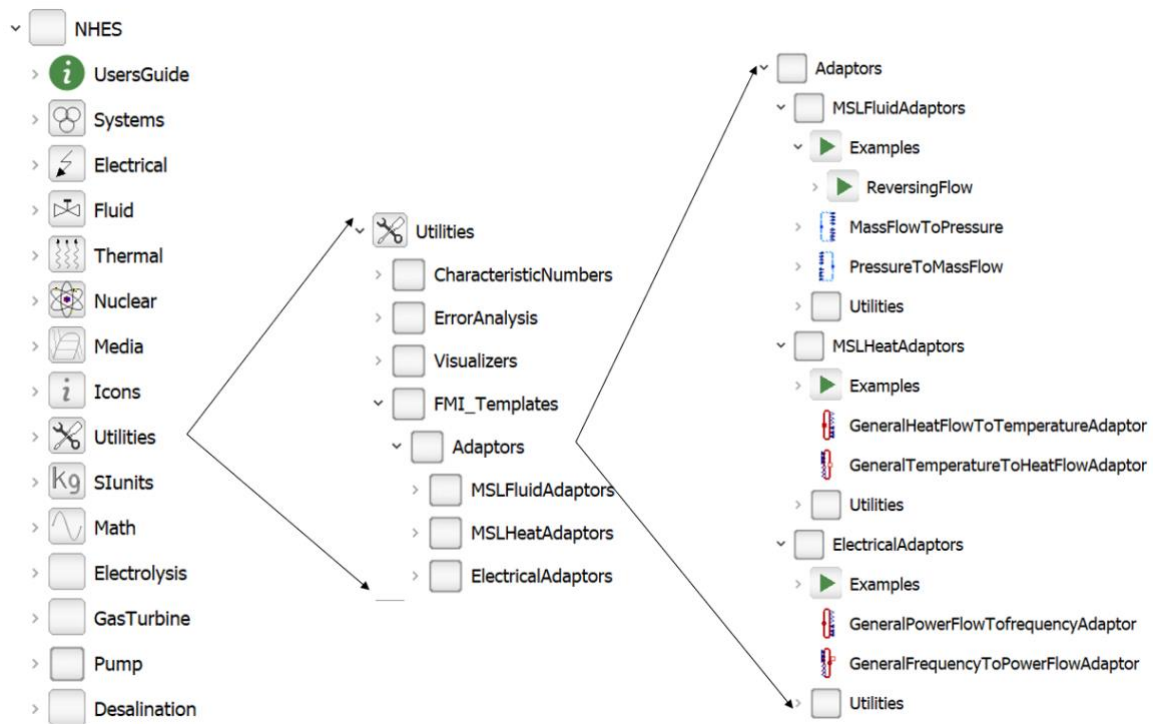 NHES
UsersGuide
Systems
Electrical
Fluid
Thermal
Nuclear
Media
Icons
Utilities
kg SIunits
Math
Electrolysis
GasTurbine
Pump
Desalination
Utilities
CharacteristicNumbers
ErrorAnalysis
Visualizers
FMI_Templates
Adaptors
MSLFluidAdaptors
MSLHeatAdaptors
ElectricalAdaptors
Adaptors
MSLFluidAdaptors
Examples
ReversingFlow
MassFlowToPressure
PressureToMassFlow
Utilities
MSLHeatAdaptors
Examples
GeneralHeatFlowToTemperatureAdaptor
GeneralTemperatureToHeatFlowAdaptor
Utilities
ElectricalAdaptors
Examples
GeneralPowerFlowTofrequencyAdaptor
GeneralFrequencyToPowerFlowAdaptor
Utilities